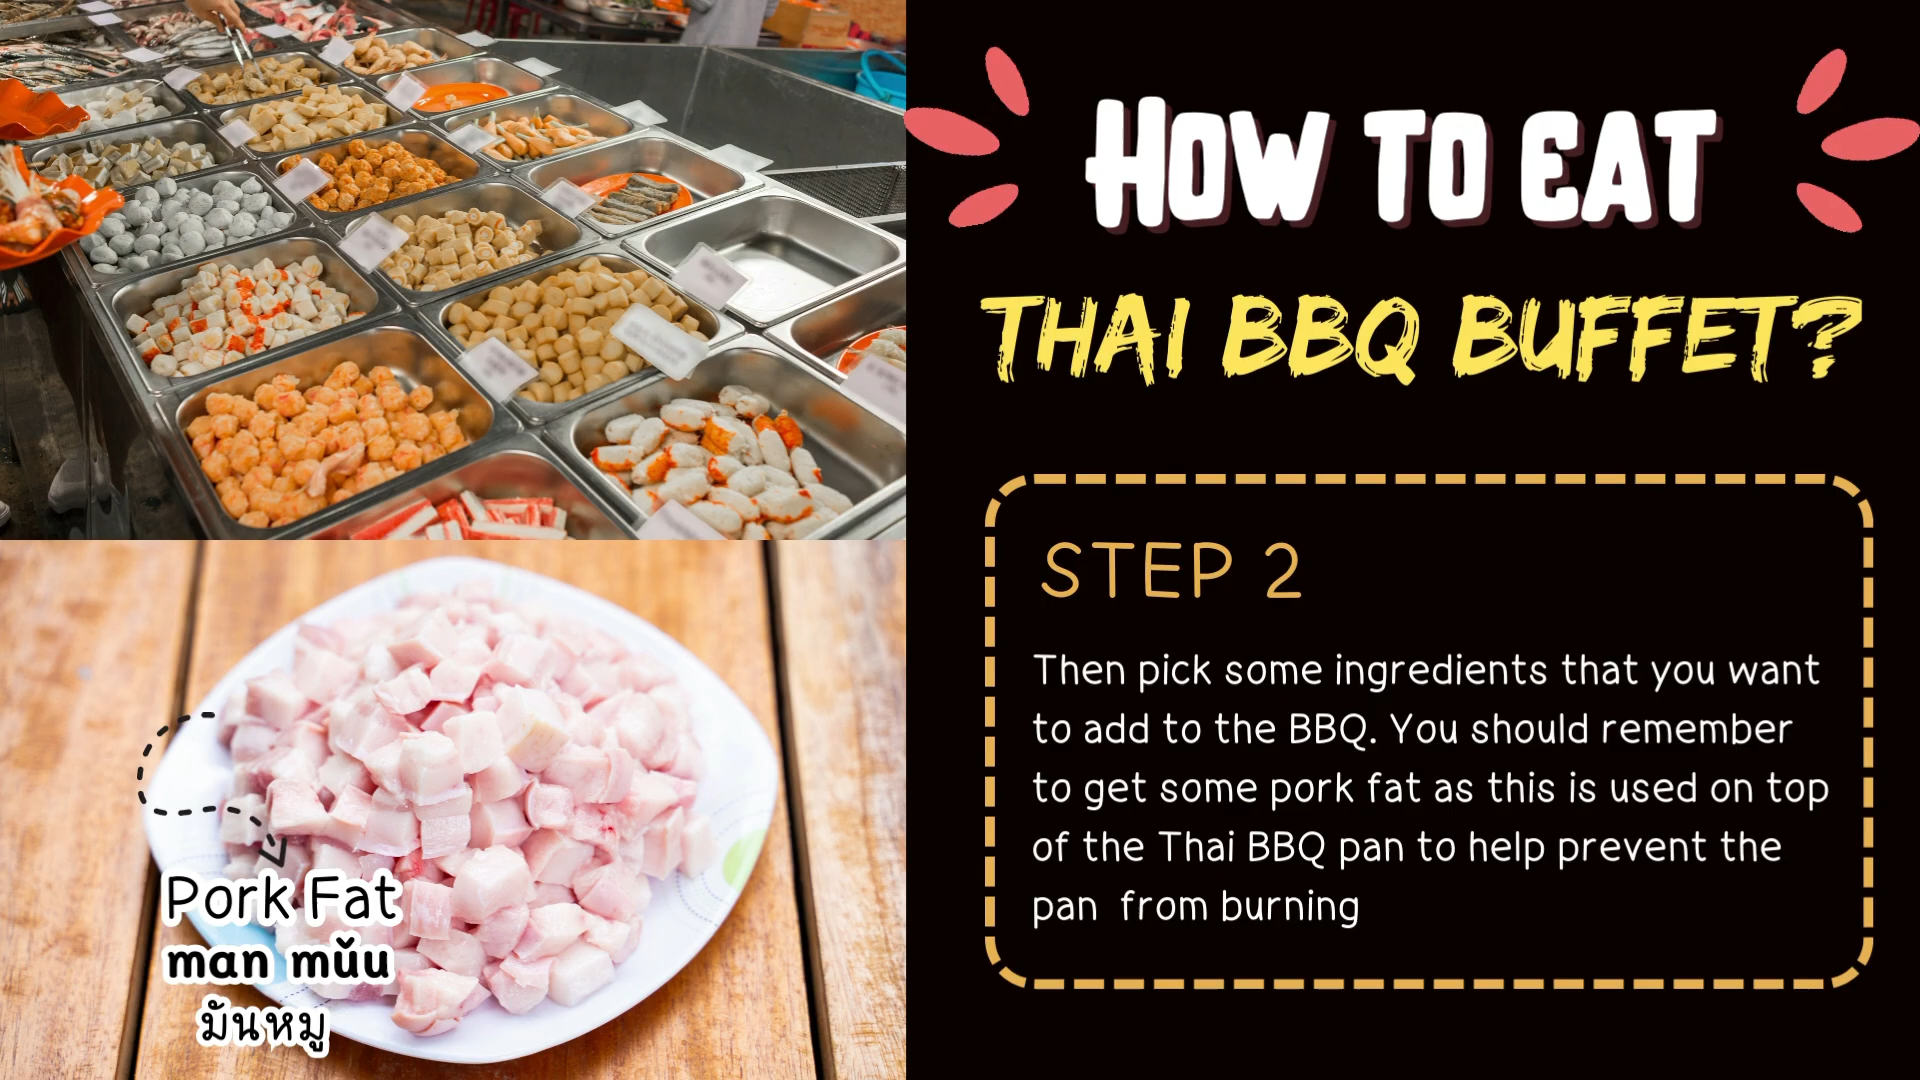 HOW TO EAT
THAI BBQ BUFFET?
STEP 2
Then pick some ingredients that you want
to add to the BBQ. You should remember
to get some pork fat as this is used on top
of the Thai BBQ pan to help prevent the
pan  from burning
Pork Fat
man mǔu
มันหมู